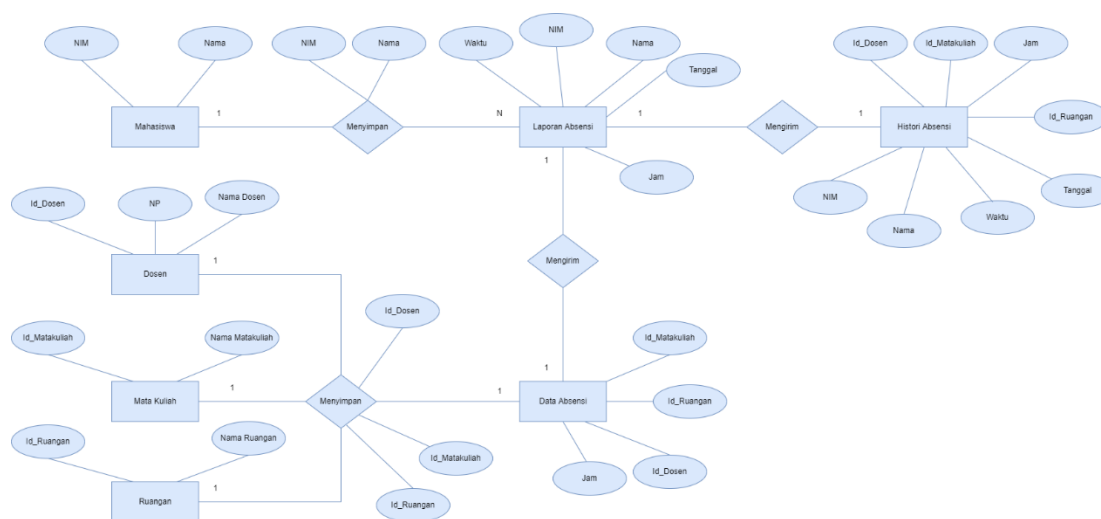 NIM
Nama
NIM
Nama
Waktu
NIM
Nama
Tanggal
Id_Dosen
Id_Matakuliah
Jam
Mahasiswa
1
Menyimpan
N
Laporan Absensi
1
Mengirim
1
Histori Absensi
Id_Ruangan
1
Jam
NIM
Nama
Waktu
Tanggal
Id_Dosen
NP
Nama Dosen
Dosen
1
Mengirim
Id_Matakuliah
Nama Matakuliah
Id_Dosen
1
Id_Matakuliah
Mata Kuliah
1
Menyimpan
1
Data Absensi
Id_Ruangan
Id_Ruangan
Nama Ruangan
Id_Matakuliah
Jam
Id_Dosen
Ruangan
1
Id_Ruangan